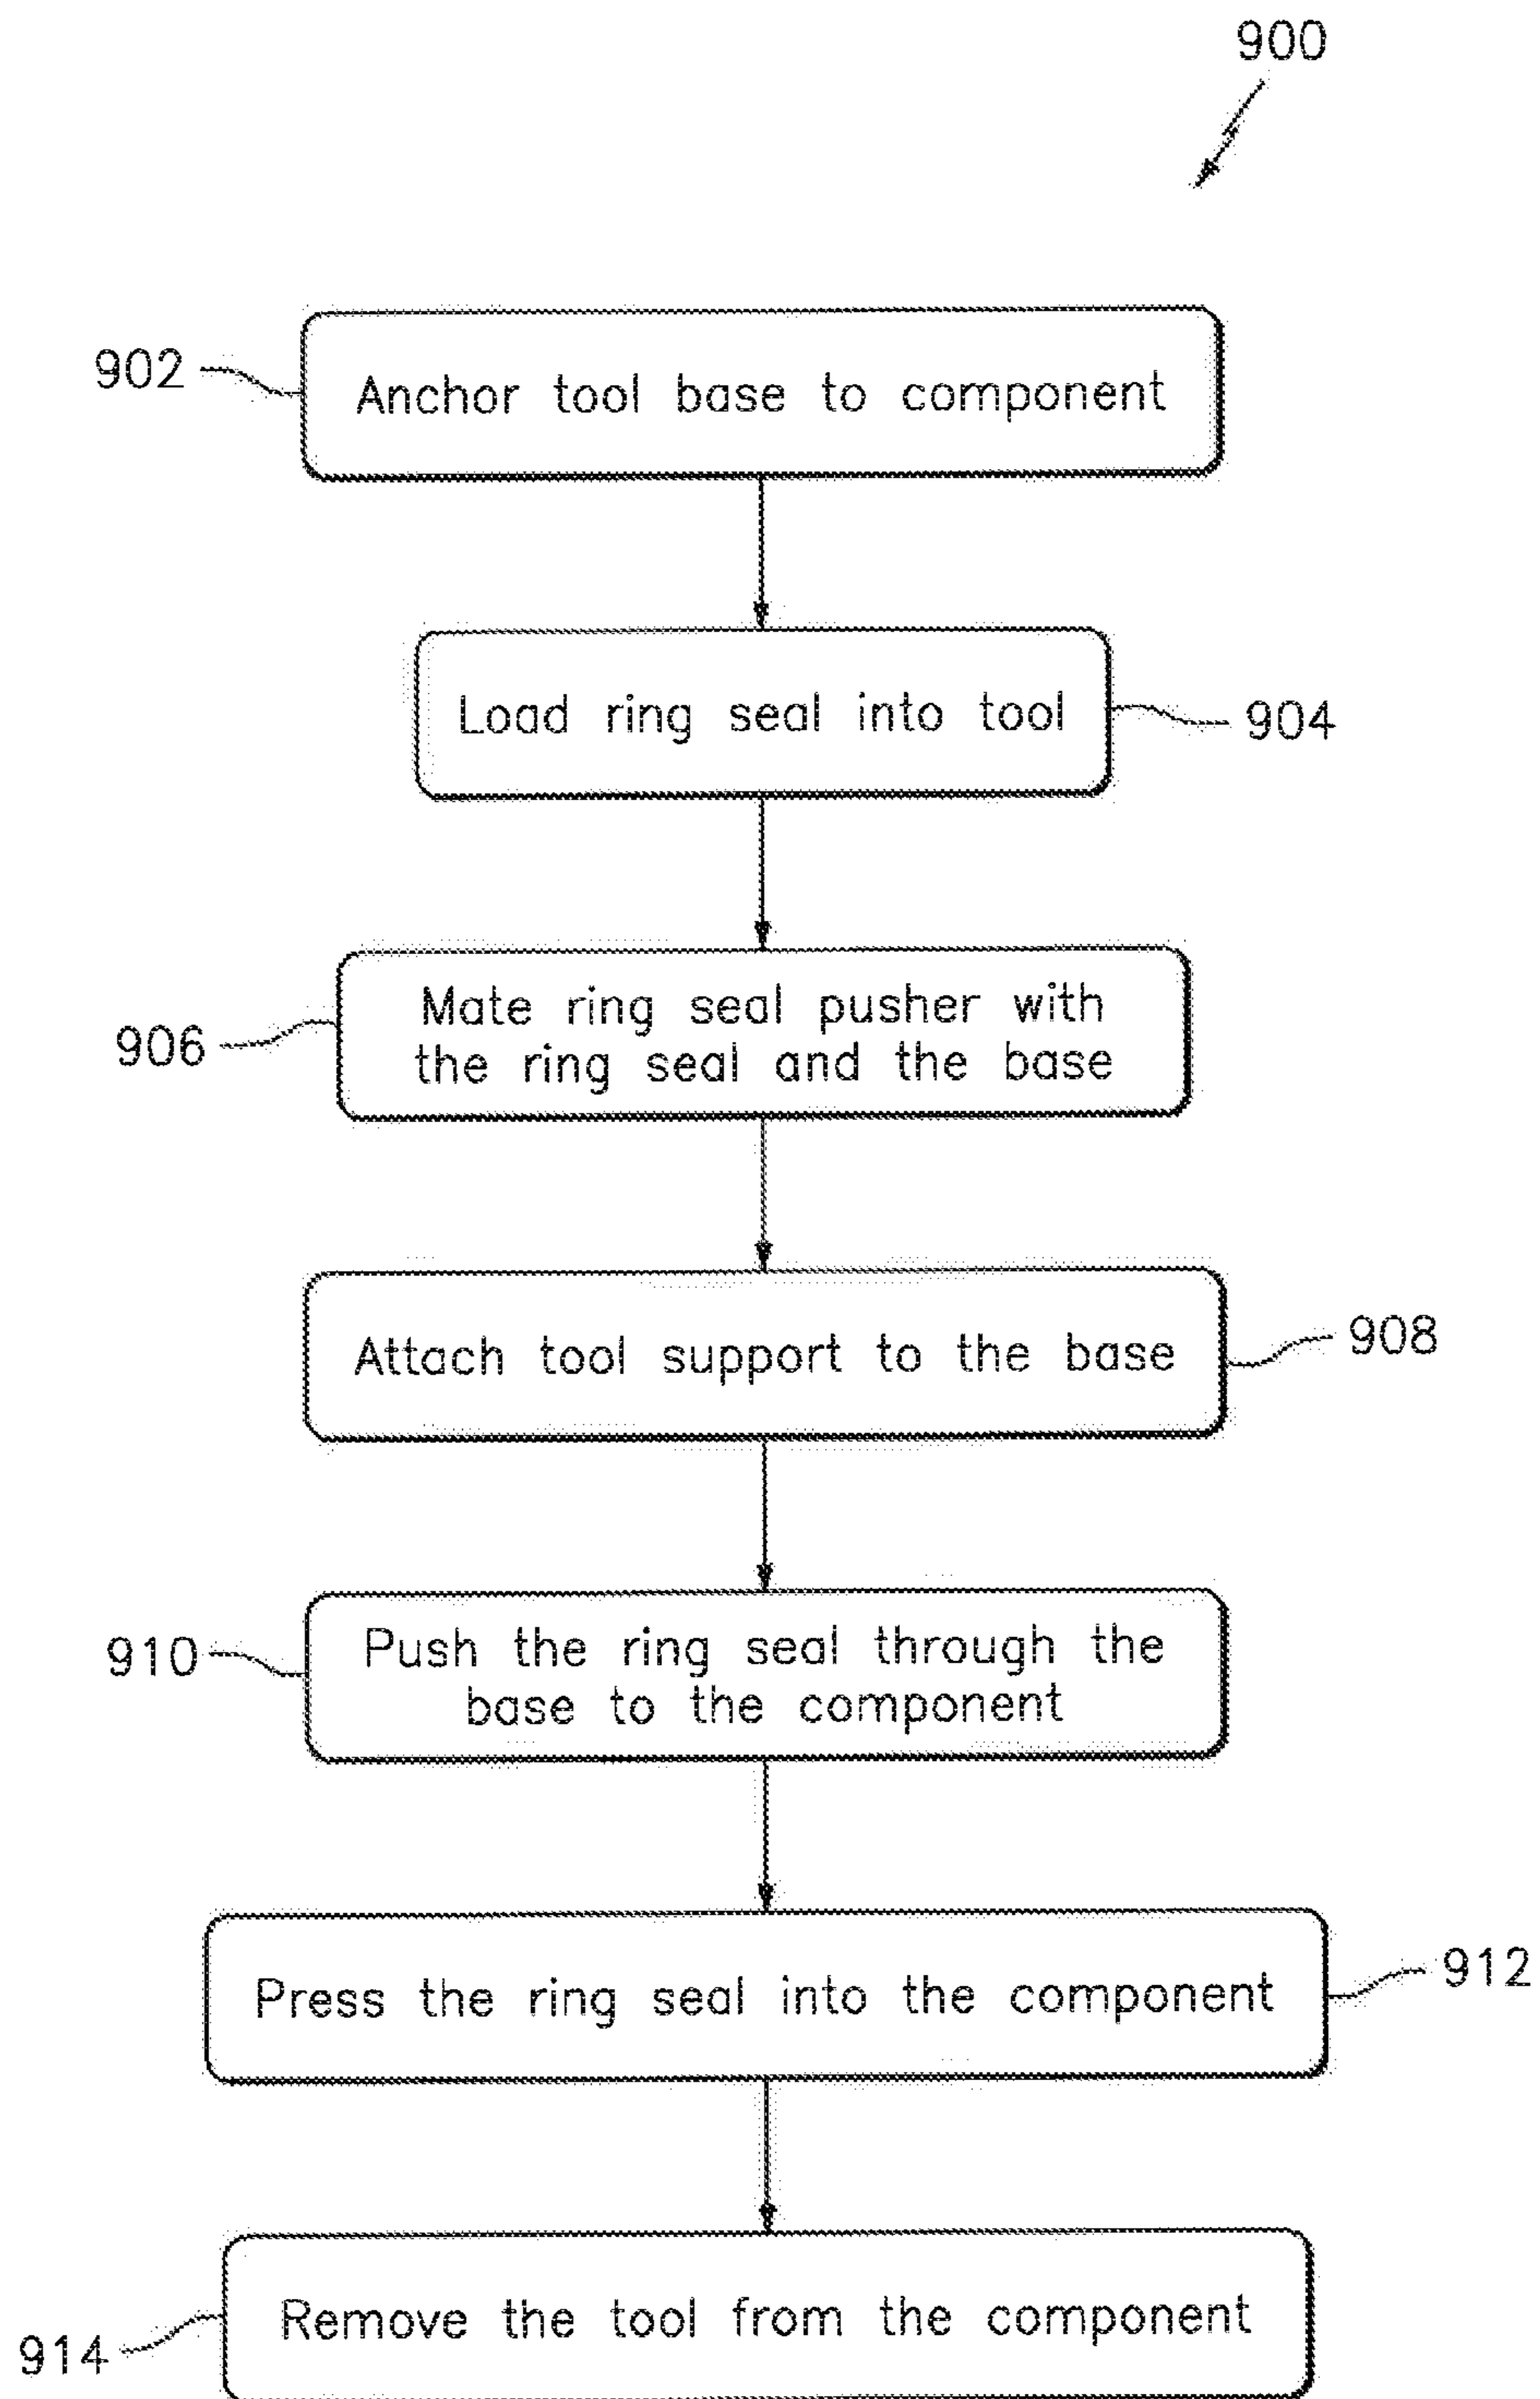 900
902
Anchor tool base to component
Load ring seal into tool
904
906
Mate ring seal pusher with
the ring seal and the base
Attach tool support to the base
908
910
Push the ring seal through the
base to the component
Press the ring seal into the component
912
Remove the tool from the component
914